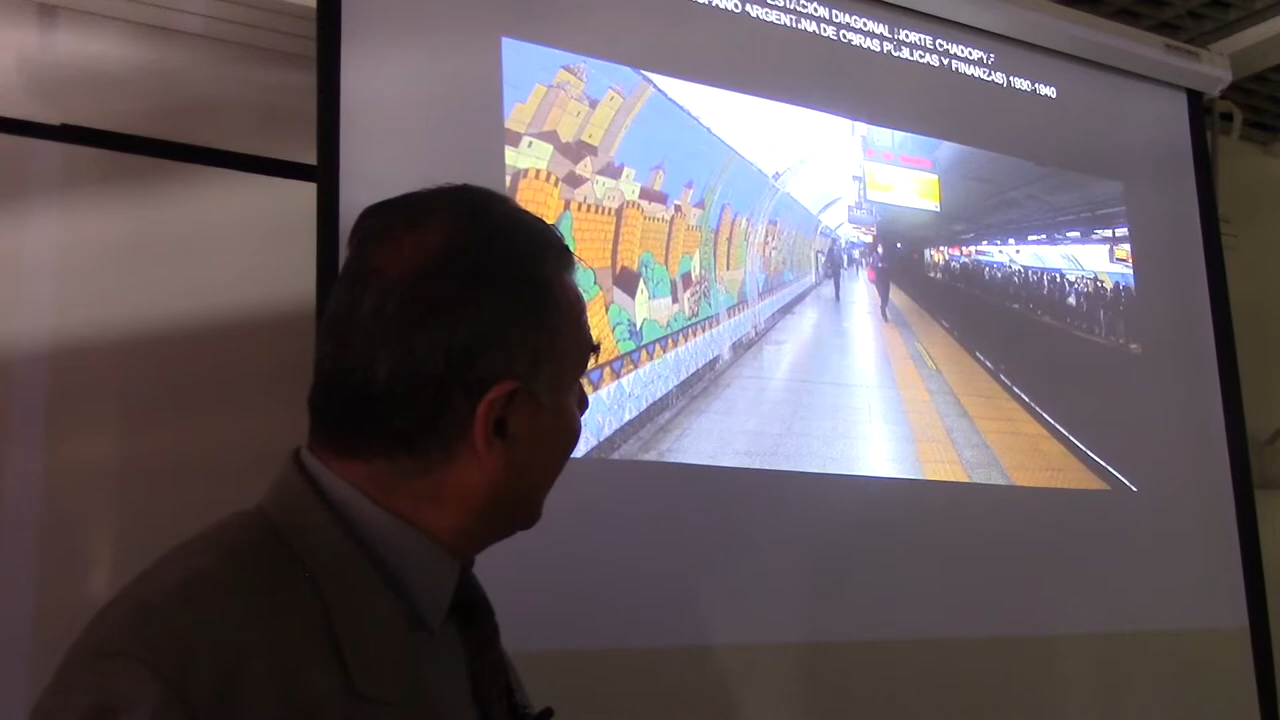 ESTACIÓN DIAGONAL NORTE CHADOPYF
ARGENTINA DE OBRAS PÚBLICAS Y FINANZAS) 1930-1940